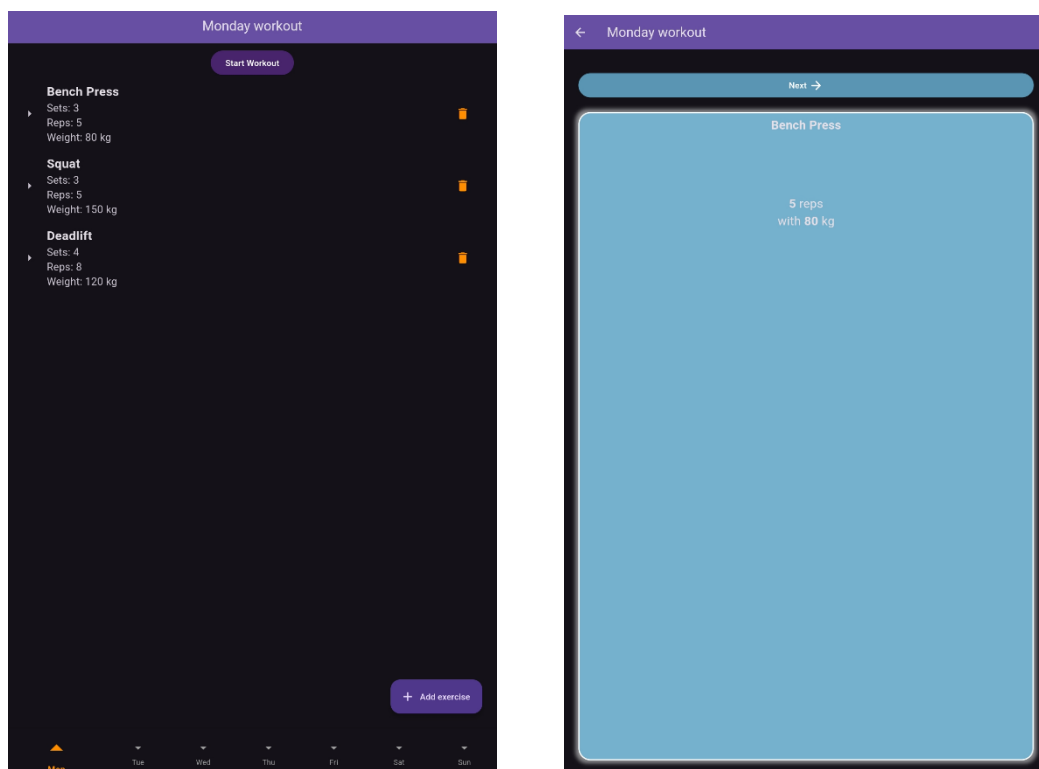 Monday workout
Start Workout
Bench Press
Sets: 3
Reps: 5
Weight: 80 kg
Squat
Sets: 3
Reps: 5
Weight: 150 kg
Deadlift
Sets: 4
Reps: 8
Weight: 120 kg
Add exercise
Mon Tue Wed Thu Fri Sat Sun
Monday workout
Next
Bench Press
5 reps
with 80 kg